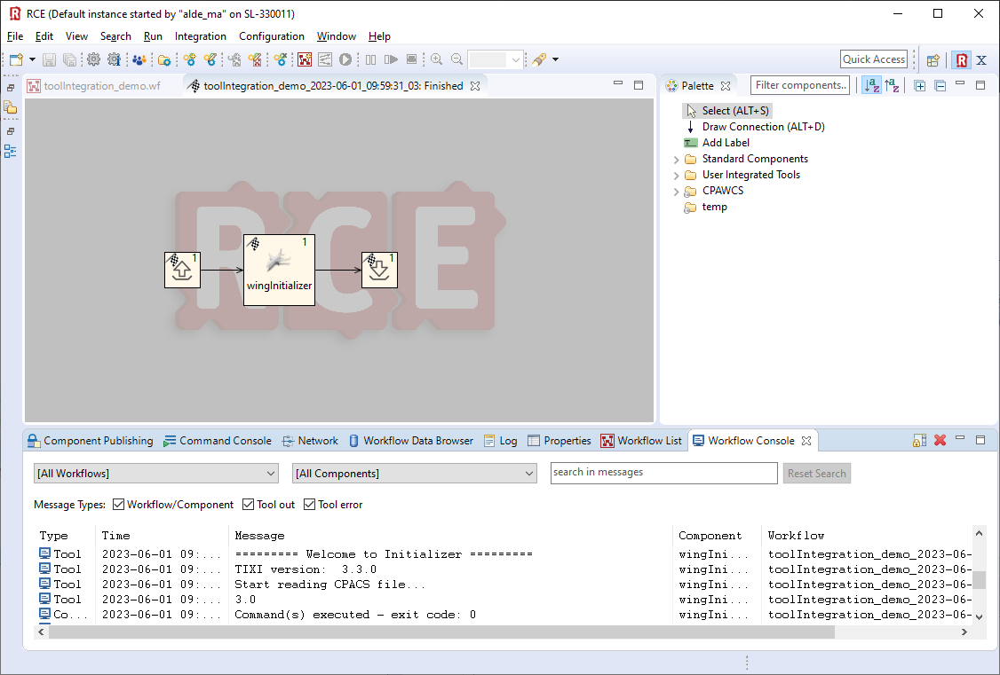 RCE (Default instance started by "alde_ma" on SL-330011)
File Edit View Search Run Integration Configuration Window Help
Quick Access
toolIntegration_demo.wf toolIntegration_demo_2023-06-01_09:59:31_03: Finished
Palette Filter components..
Select (ALT+S)
Draw Connection (ALT+D)
Add Label
Standard Components
User Integrated Tools
CPAWCS
temp
RCE
1 1 1
wingInitializer
Component Publishing Command Console Network Workflow Data Browser Log Properties Workflow List Workflow Console
[All Workflows] [All Components] search in messages Reset Search
Message Types: Workflow/Component Tool out Tool error
Type Time Message Component Workflow
Tool 2023-06-01 09:... ========= Welcome to Initializer ========= wingIni... toolIntegration_demo_2023-06-
Tool 2023-06-01 09:... TIXI version: 3.3.0 wingIni... toolIntegration_demo_2023-06-
Tool 2023-06-01 09:... Start reading CPACS file... wingIni... toolIntegration_demo_2023-06-
Tool 2023-06-01 09:... 3.0 wingIni... toolIntegration_demo_2023-06-
Co... 2023-06-01 09:... Command(s) executed - exit code: 0 wingIni... toolIntegration_demo_2023-06-